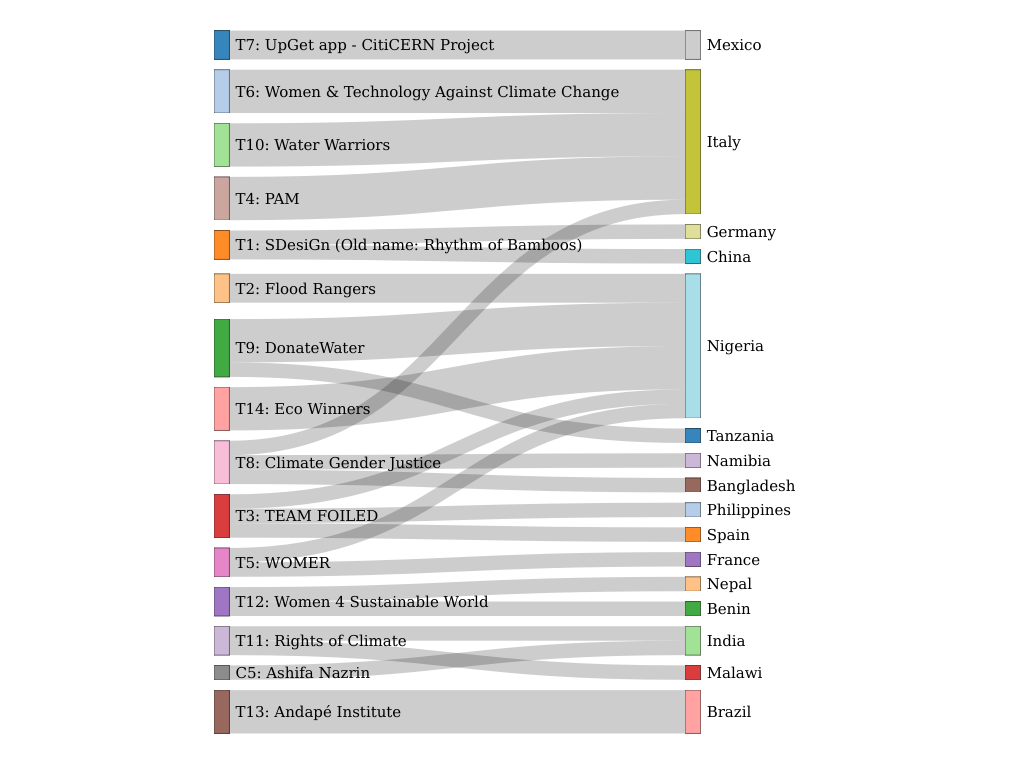 T7: UpGet app - CitiCERN Project
T6: Women & Technology Against Climate Change
T10: Water Warriors
T4: PAM
T1: SDesiGn (Old name: Rhythm of Bamboos)
T2: Flood Rangers
T9: DonateWater
T14: Eco Winners
T8: Climate Gender Justice
T3: TEAM FOILED
T5: WOMER
T12: Women 4 Sustainable World
T11: Rights of Climate
C5: Ashifa Nazrin
T13: Andapé Institute
Mexico
Italy
Germany
China
Nigeria
Tanzania
Namibia
Bangladesh
Philippines
Spain
France
Nepal
Benin
India
Malawi
Brazil